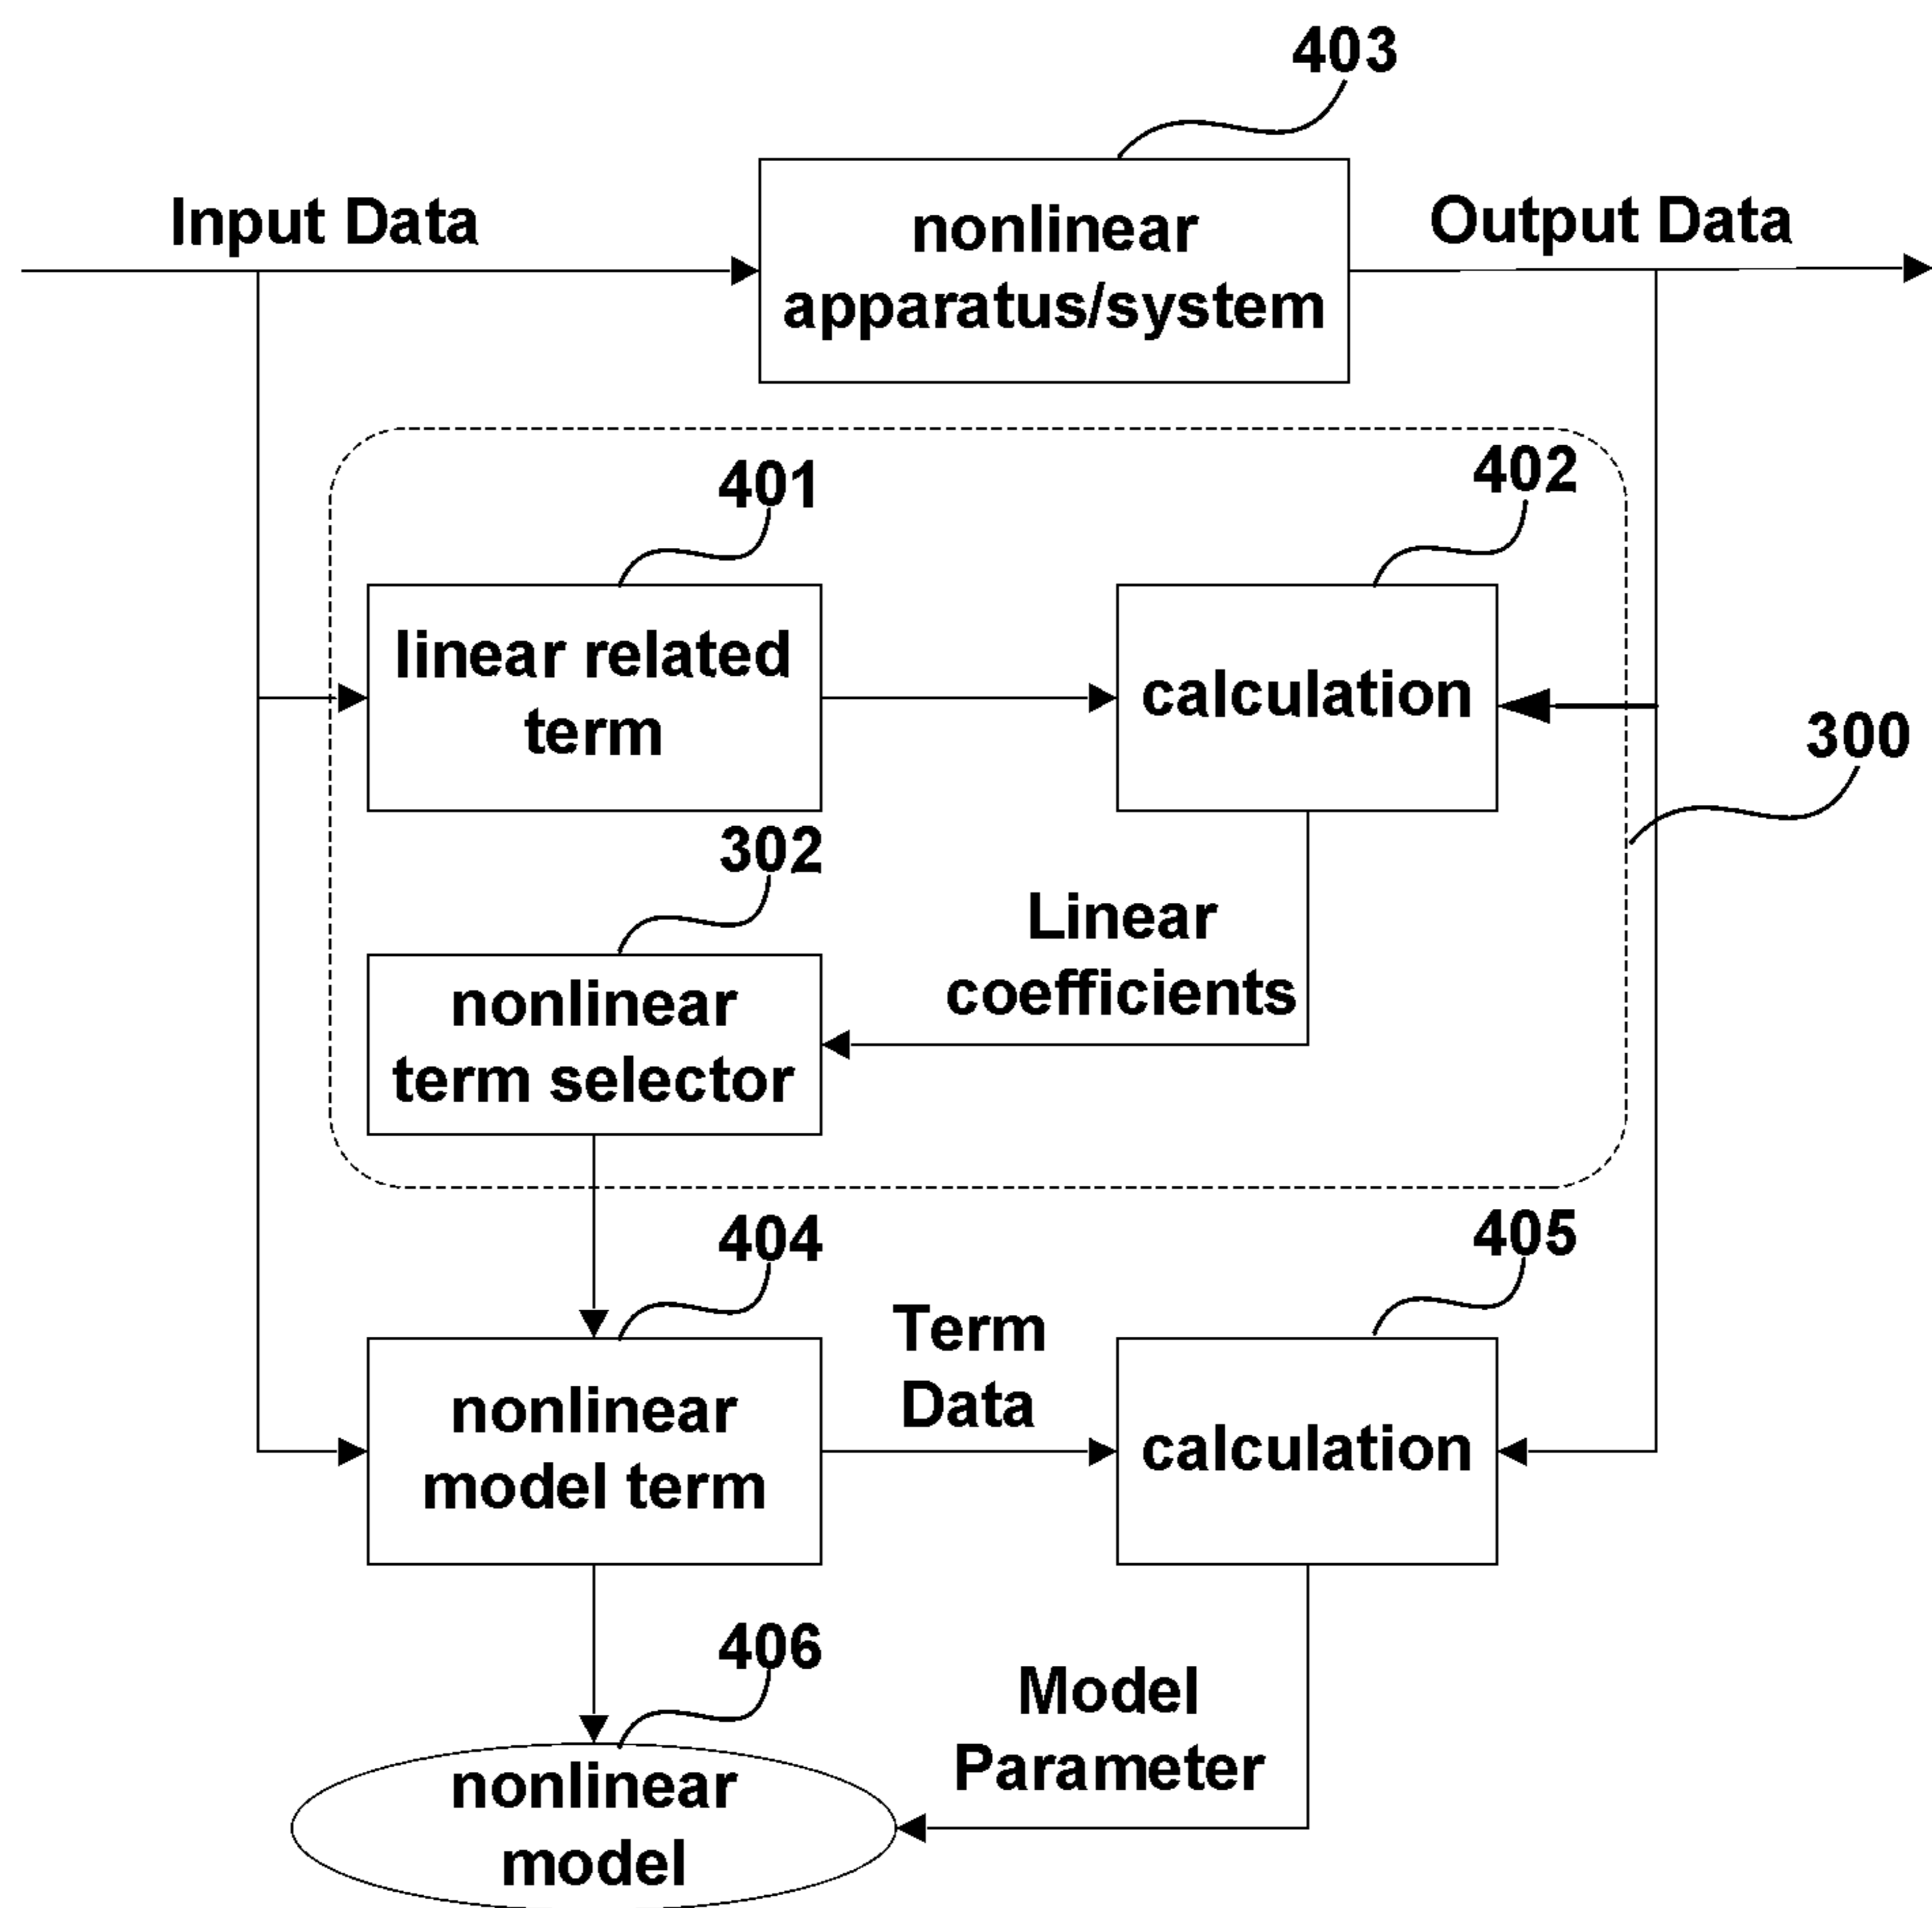 403
Input Data
nonlinear
apparatus/system
Output Data
401
402
linear related
term
calculation
300
302
Linear
coefficients
nonlinear
term selector
404
405
Term
Data
nonlinear
model term
calculation
406
Model
Parameter
nonlinear
model